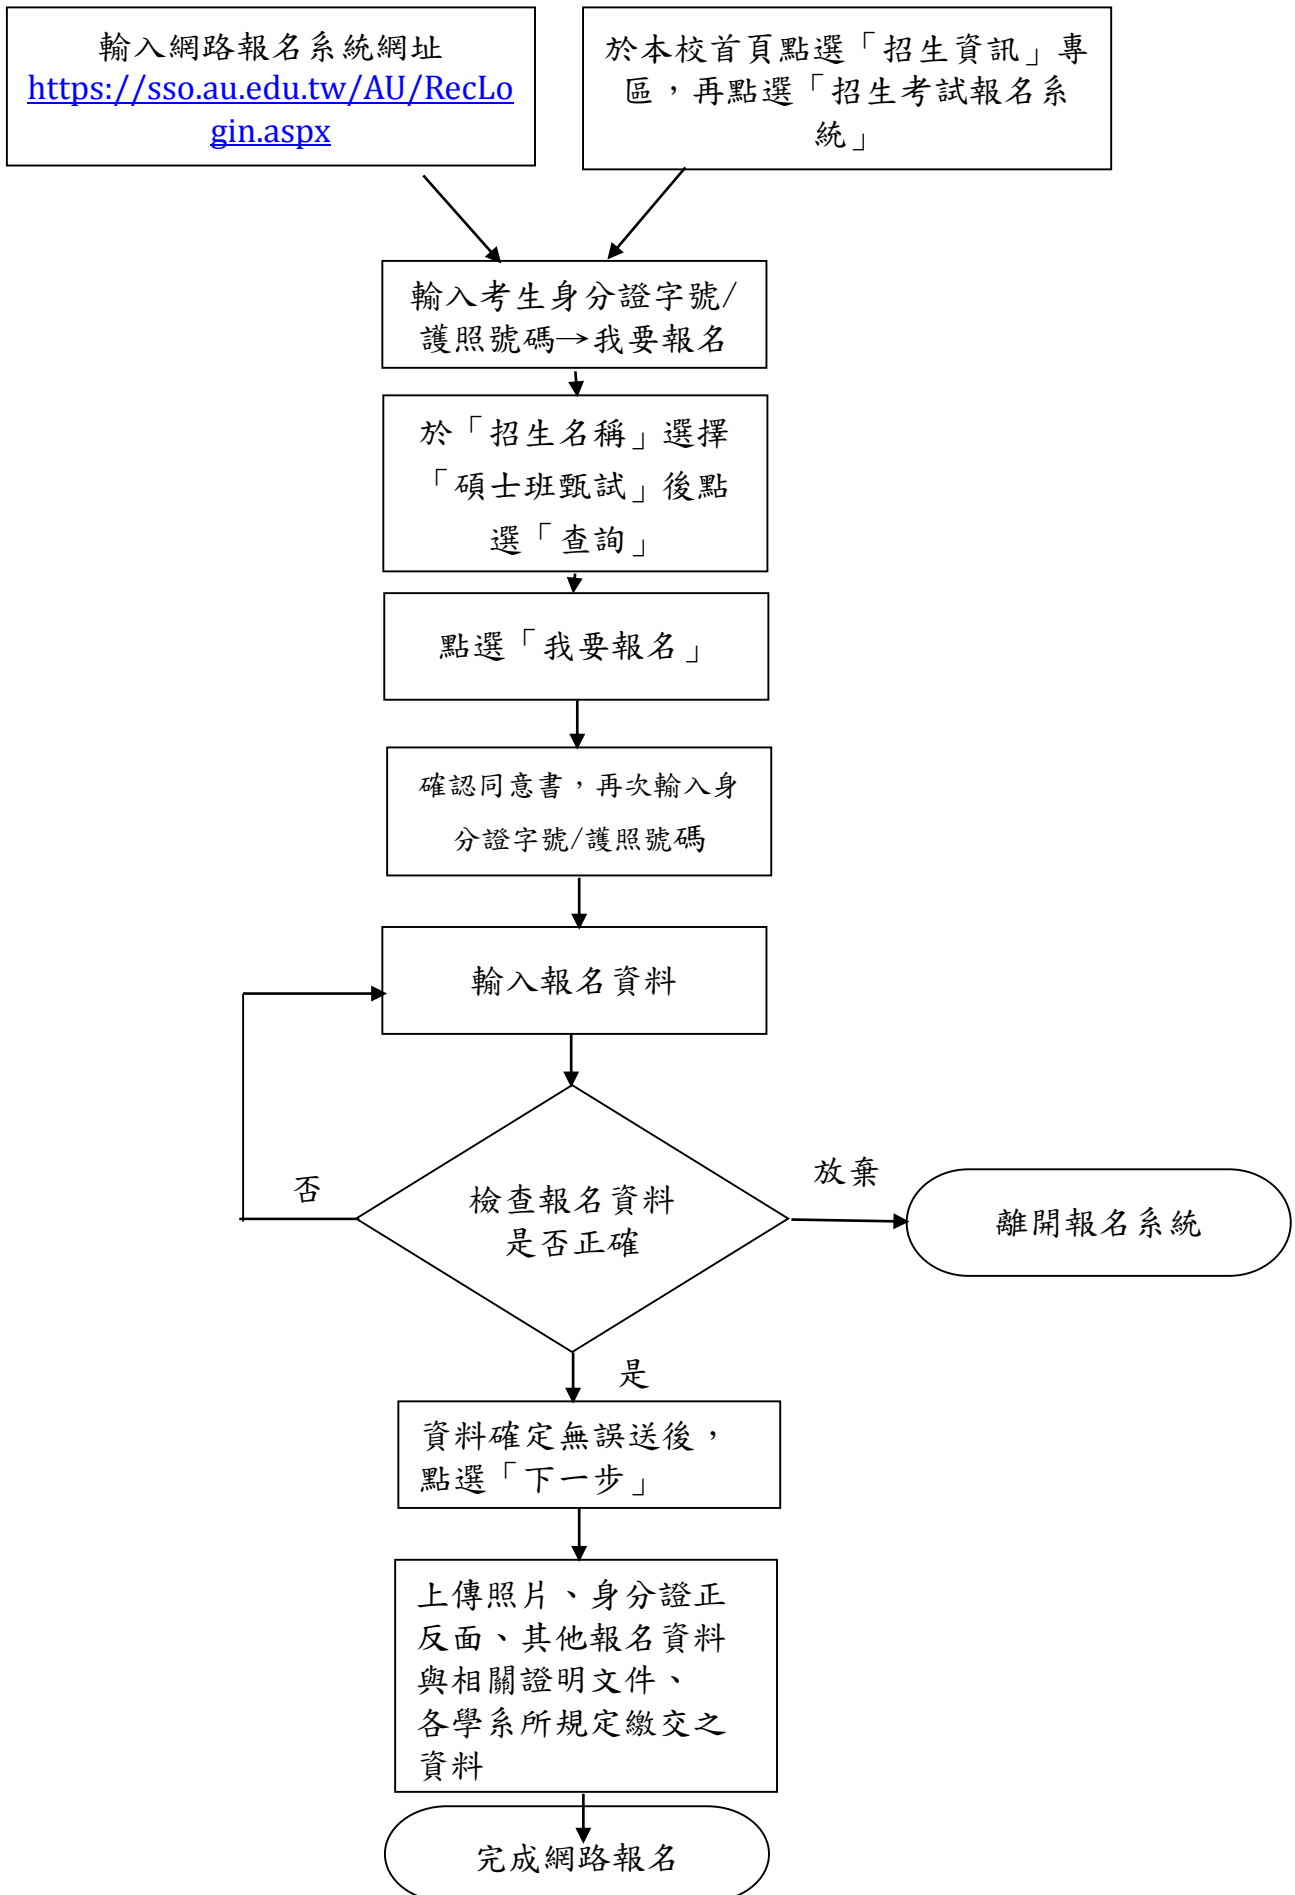 輸入網路報名系統網址
https://sso.au.edu.tw/AU/RecLo
gin.aspx
於本校首頁點選「招生資訊」專
區，再點選「招生考試報名系
統」
輸入考生身分證字號/
護照號碼→我要報名
於「招生名稱」選擇
「碩士班甄試」後點
選「查詢」
點選「我要報名」
確認同意書，再次輸入身
分證字號/護照號碼
輸入報名資料
否
檢查報名資料
是否正確
放棄
離開報名系統
是
資料確定無誤送後，
點選「下一步」
上傳照片、身分證正
反面、其他報名資料
與相關證明文件、
各學系所規定繳交之
資料
完成網路報名